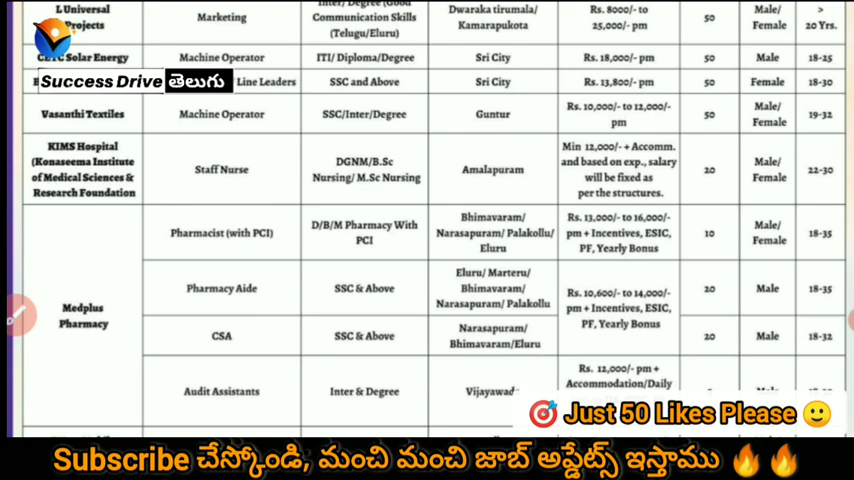 L Universal
Projects
Marketing
Inter/ Degree (Good
Communication Skills
(Telugu/Eluru)
Dwaraka tirumala/
Kamarapukota
Rs. 8000/- to
25,000/- pm
50
Male/
Female
>
20 Yrs.
Solar Energy
Machine Operator
ITI/ Diploma/Degree
Sri City
Rs. 18,000/- pm
50
Male
18-25
Success Drive తెలుగు
Line Leaders
SSC and Above
Sri City
Rs. 13,800/- pm
50
Female
18-30
Vasanthi Textiles
Machine Operator
SSC/Inter/Degree
Guntur
Rs. 10,000/- to 12,000/-
pm
50
Male/
Female
19-32
KIMS Hospital
(Konaseema Institute
of Medical Sciences &
Research Foundation
Staff Nurse
DGNM/B.Sc
Nursing/ M.Sc Nursing
Amalapuram
Min 12,000/- + Accomm.
and based on exp., salary
will be fixed as
per the structures.
20
Male/
Female
22-30
Medplus
Pharmacy
Pharmacist (with PCI)
D/B/M Pharmacy With
PCI
Bhimavaram/
Narasapuram/ Palakollu/
Eluru
Rs. 13,000/- to 16,000/-
pm + Incentives, ESIC,
PF, Yearly Bonus
10
Male/
Female
18-35
Pharmacy Aide
SSC & Above
Eluru/ Marteru/
Bhimavaram/
Narasapuram/ Palakollu
Rs. 10,600/- to 14,000/-
pm + Incentives, ESIC,
PF, Yearly Bonus
20
Male
18-35
CSA
SSC & Above
Narasapuram/
Bhimavaram/Eluru
20
Male
18-32
Audit Assistants
Inter & Degree
Vijayawada
Rs. 12,000/- pm +
Accommodation/Daily
🎯 Just 50 Likes Please 🙂
Subscribe చేస్కోండి, మంచి మంచి జాబ్ అప్డేట్స్ ఇస్తాము 🔥🔥